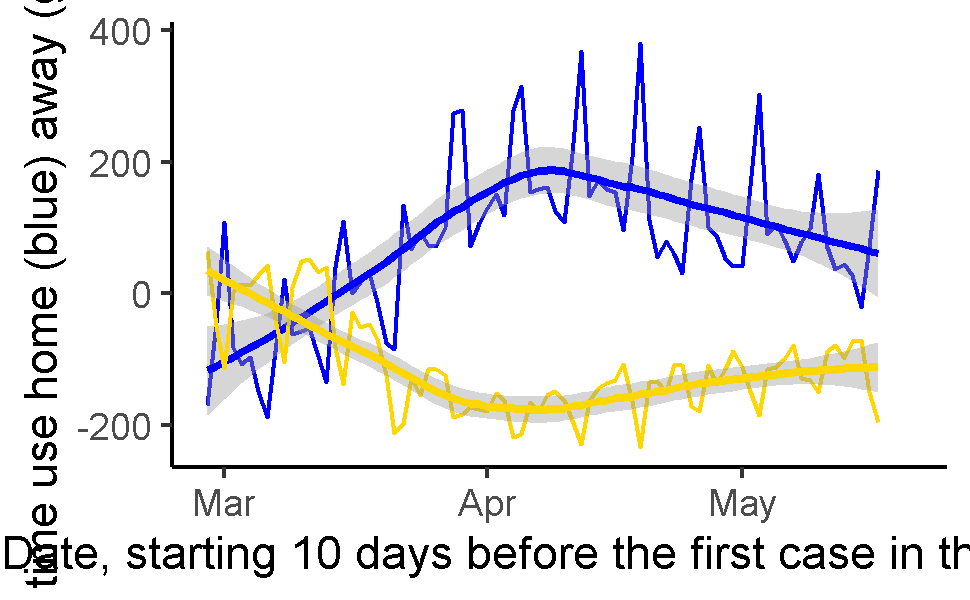 time use home (blue) away (
400
200
0
-200
Mar Apr May
Date, starting 10 days before the first case in th